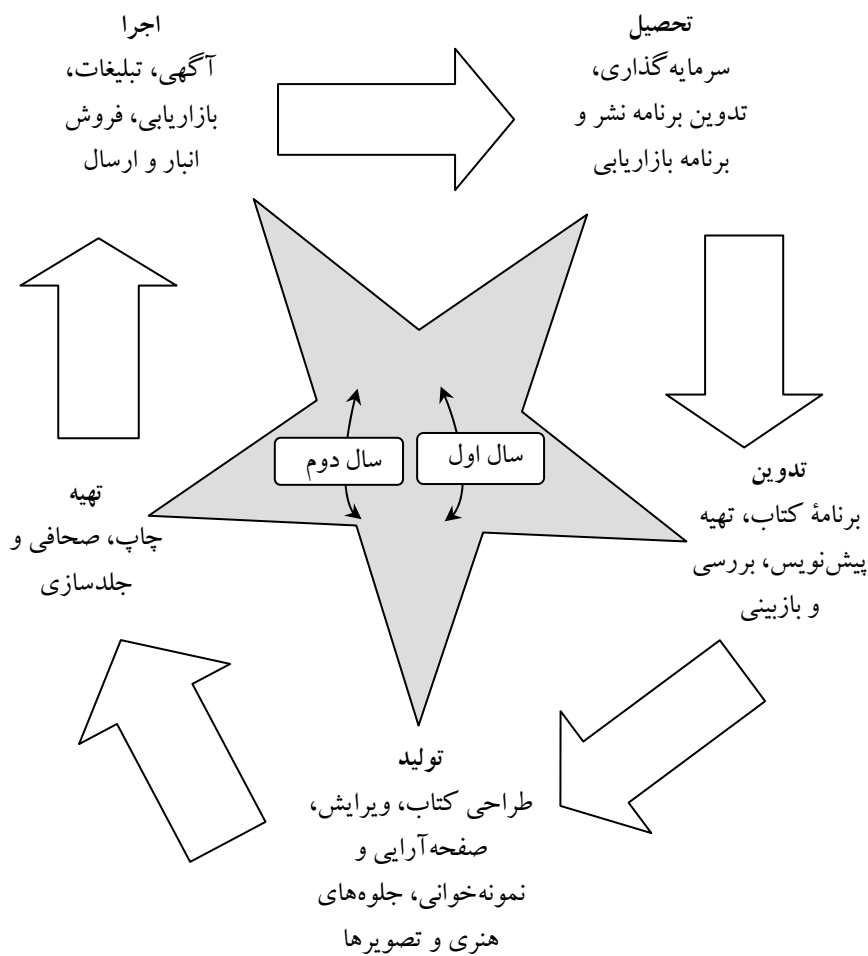 تحصیل
سرمایه‌گذاری،
تدوین برنامه نشر و
برنامه بازاریابی
تدوین
برنامهٔ کتاب، تهیه
پیش‌نویس، بررسی
و بازبینی
تولید
طراحی کتاب، ویرایش،
صفحه‌آرایی و
نمونه‌خوانی، جلوه‌های
هنری و تصویرها
تهیه
چاپ، صحافی و
جلدسازی
اجرا
آگهی، تبلیغات،
بازاریابی، فروش
انبار و ارسال
سال اول
سال دوم